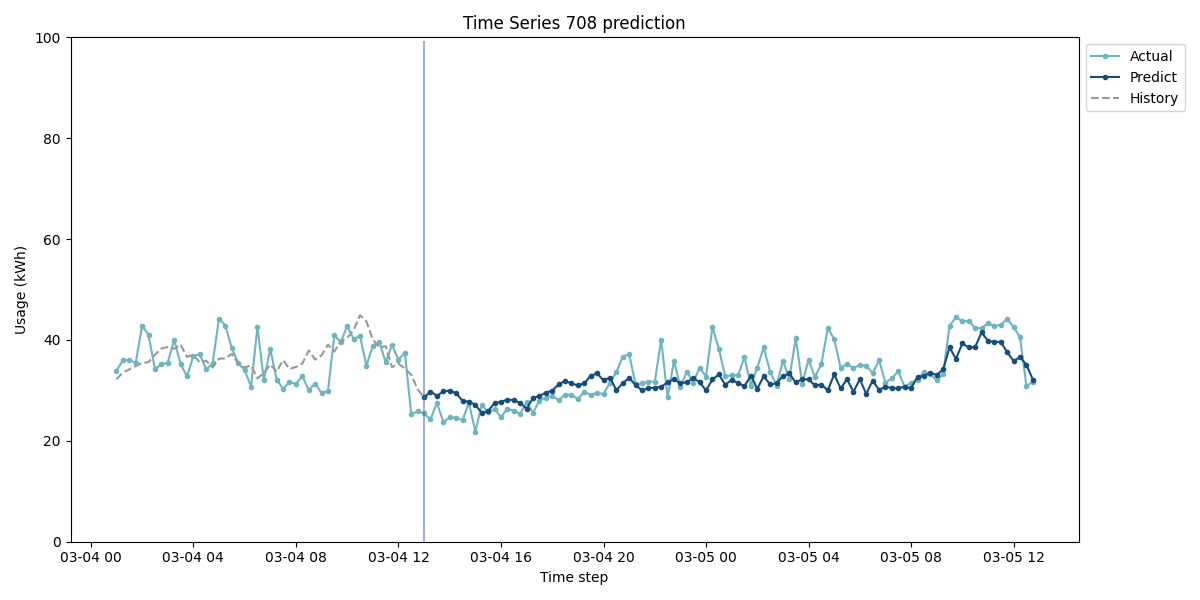 Time Series 708 prediction
Actual
Predict
History
100
80
60
40
20
0
Usage (kWh)
03-04 00
03-04 04
03-04 08
03-04 12
03-04 16
03-04 20
03-05 00
03-05 04
03-05 08
03-05 12
Time step